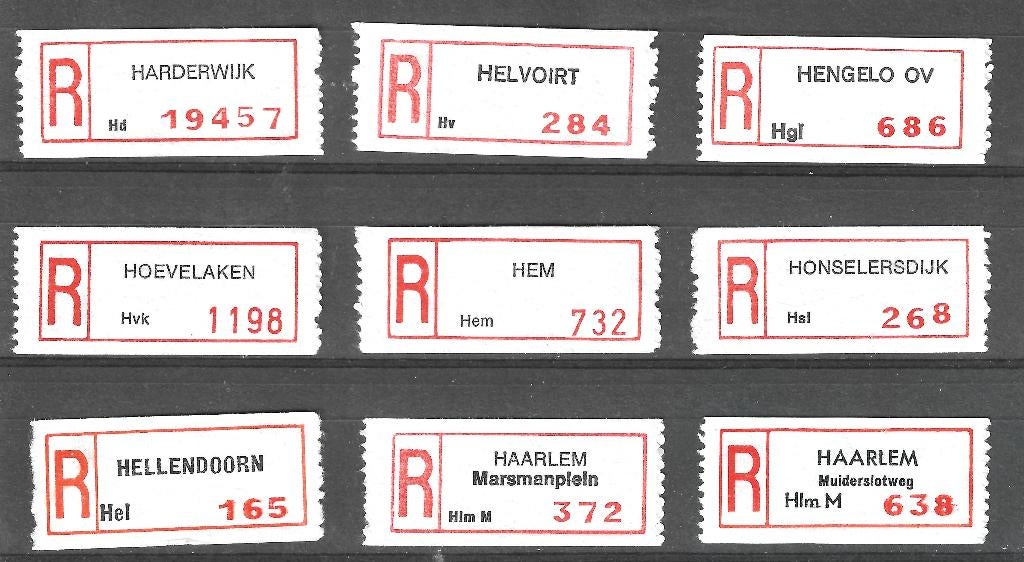 R HARDERWIJK
Hd 19457
R HELVOIRT
Hv 284
R HENGELO OV
Hgl 686
R HOEVELAKEN
Hvk 1198
R HEM
Hem 732
R HONSELERSDIJK
Hsl 268
R HELLENDOORN
Hel 165
R HAARLEM
Marsmanplein
Hlm M 372
R HAARLEM
Muiderslotweg
Hlm M 638